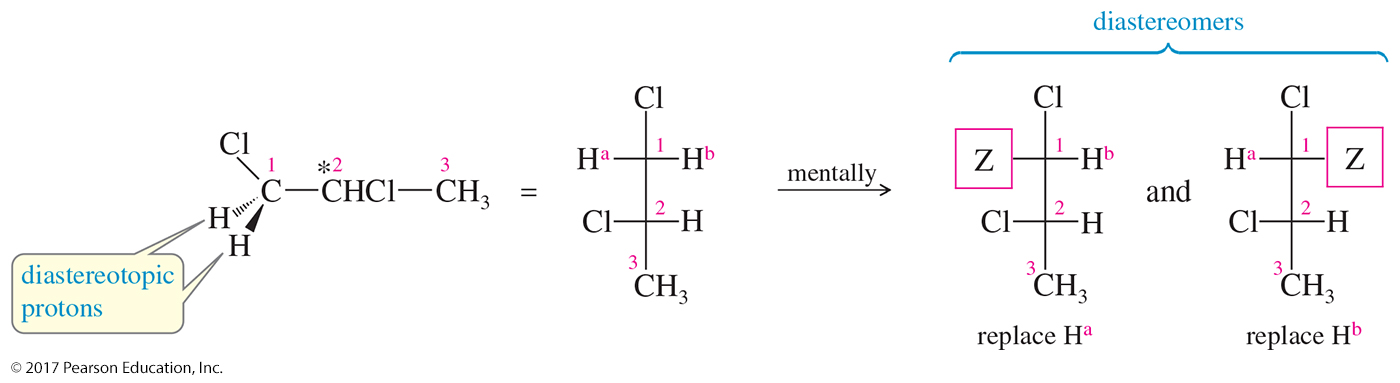 diastereomers
Cl
1
*2
3
C—CHCl—CH₃
H
H
diastereotopic
protons
=
Cl
Hᵃ
1
Hᵇ
Cl
2
H
3
CH₃
mentally
Cl
Z
1
Hᵇ
Cl
2
H
3
CH₃
replace Hᵃ
and
Cl
Hᵃ
1
Z
Cl
2
H
3
CH₃
replace Hᵇ
© 2017 Pearson Education, Inc.